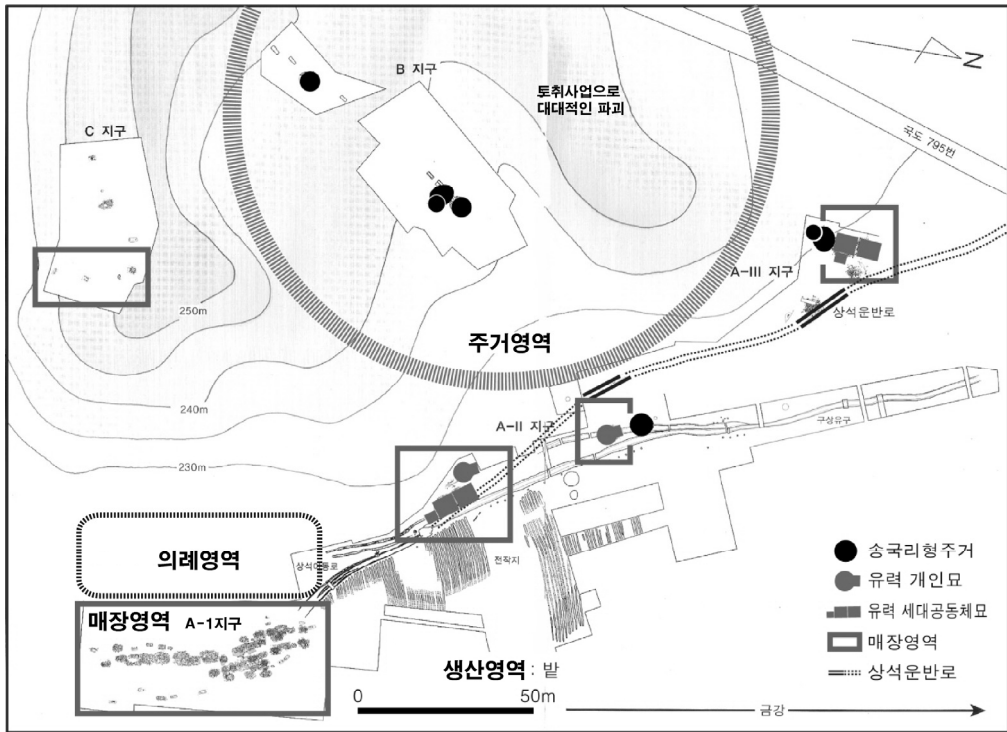 B 지구
토취사업으로
대대적인 파괴
N
C 지구
국도 795번
A-III 지구
상석운반로
250m
주거영역
240m
A-II 지구
구상유구
230m
의례영역
전작지
매장영역 A-1지구
생산영역 : 밭
0 50m
금강
송국리형주거
유력 개인묘
유력 세대공동체묘
매장영역
상석운반로